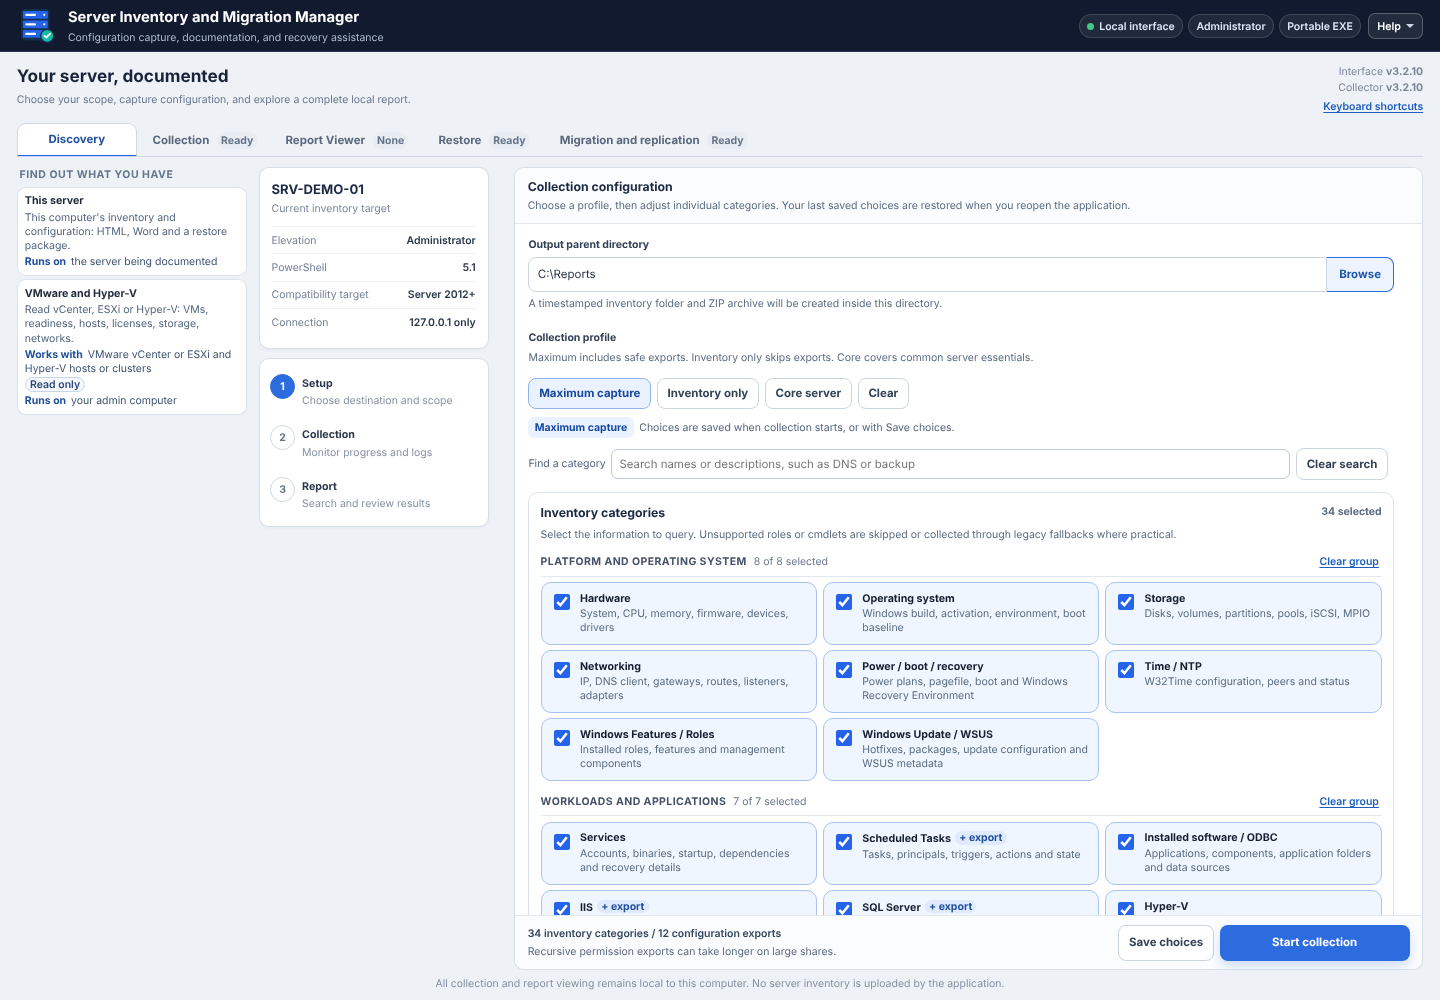 Server Inventory and Migration Manager
Configuration capture, documentation, and recovery assistance
Local interface
Administrator
Portable EXE
Help
Your server, documented
Choose your scope, capture configuration, and explore a complete local report.
Interface v3.2.10
Collector v3.2.10
Keyboard shortcuts
Discovery
Collection Ready
Report Viewer None
Restore Ready
Migration and replication Ready
FIND OUT WHAT YOU HAVE
This server
This computer's inventory and
configuration: HTML, Word and a restore
package.
Runs on the server being documented
VMware and Hyper-V
Read vCenter, ESXi or Hyper-V: VMs,
readiness, hosts, licenses, storage,
networks.
Works with VMware vCenter or ESXi and
Hyper-V hosts or clusters
Read only
Runs on your admin computer
SRV-DEMO-01
Current inventory target
Elevation Administrator
PowerShell 5.1
Compatibility target Server 2012+
Connection 127.0.0.1 only
1 Setup
Choose destination and scope
2 Collection
Monitor progress and logs
3 Report
Search and review results
Collection configuration
Choose a profile, then adjust individual categories. Your last saved choices are restored when you reopen the application.
Output parent directory
C:\Reports
Browse
A timestamped inventory folder and ZIP archive will be created inside this directory.
Collection profile
Maximum includes safe exports. Inventory only skips exports. Core covers common server essentials.
Maximum capture
Inventory only
Core server
Clear
Maximum capture Choices are saved when collection starts, or with Save choices.
Find a category
Search names or descriptions, such as DNS or backup
Clear search
Inventory categories
34 selected
Select the information to query. Unsupported roles or cmdlets are skipped or collected through legacy fallbacks where practical.
PLATFORM AND OPERATING SYSTEM 8 of 8 selected
Clear group
Hardware
System, CPU, memory, firmware, devices,
drivers
Operating system
Windows build, activation, environment, boot
baseline
Storage
Disks, volumes, partitions, pools, iSCSI, MPIO
Networking
IP, DNS client, gateways, routes, listeners,
adapters
Power / boot / recovery
Power plans, pagefile, boot and Windows
Recovery Environment
Time / NTP
W32Time configuration, peers and status
Windows Features / Roles
Installed roles, features and management
components
Windows Update / WSUS
Hotfixes, packages, update configuration and
WSUS metadata
WORKLOADS AND APPLICATIONS 7 of 7 selected
Clear group
Services
Accounts, binaries, startup, dependencies
and recovery details
Scheduled Tasks + export
Tasks, principals, triggers, actions and state
Installed software / ODBC
Applications, components, application folders
and data sources
IIS + export
SQL Server + export
Hyper-V
34 inventory categories / 12 configuration exports
Recursive permission exports can take longer on large shares.
Save choices
Start collection
All collection and report viewing remains local to this computer. No server inventory is uploaded by the application.